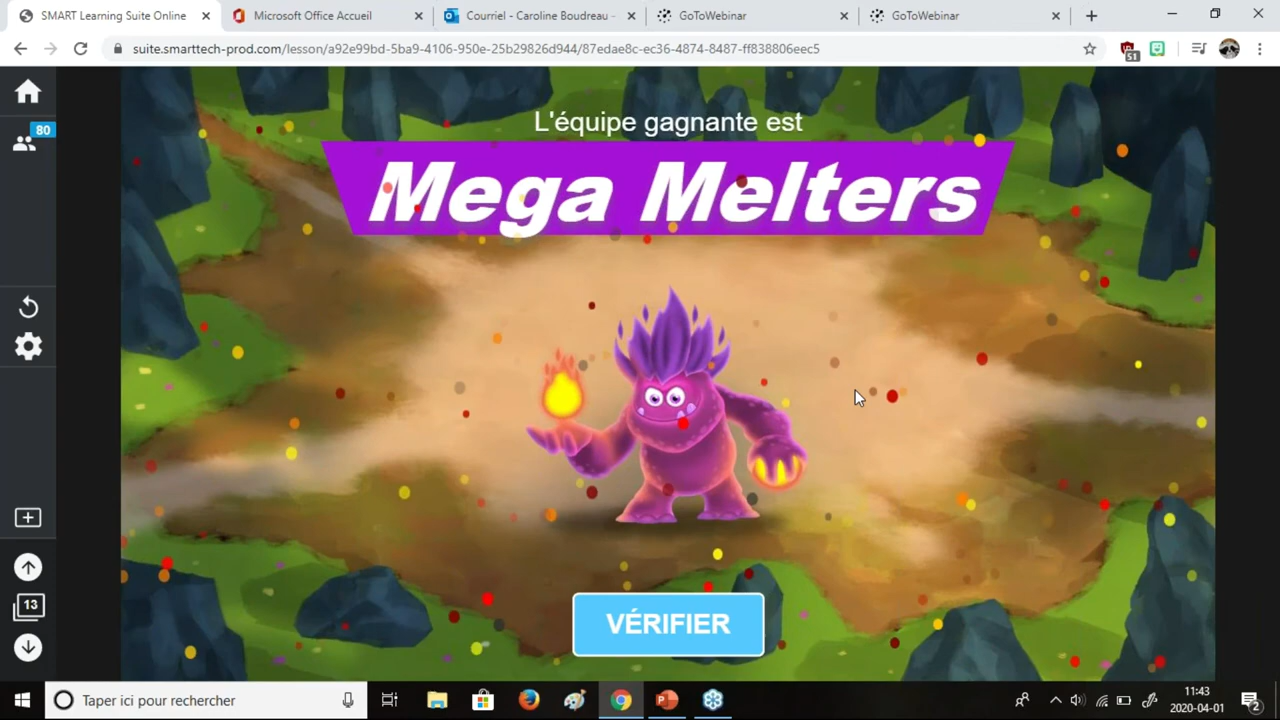 SMART Learning Suite Online
Microsoft Office Accueil
Courriel - Caroline Boudreau –
GoToWebinar
GoToWebinar
suite.smarttech-prod.com/lesson/a92e99bd-5ba9-4106-950e-25b29826d944/87edae8c-ec36-4874-8487-ff838806eec5
51
80
L'équipe gagnante est
Mega Melters
13
VÉRIFIER
Taper ici pour rechercher
11:43
2020-04-01
2